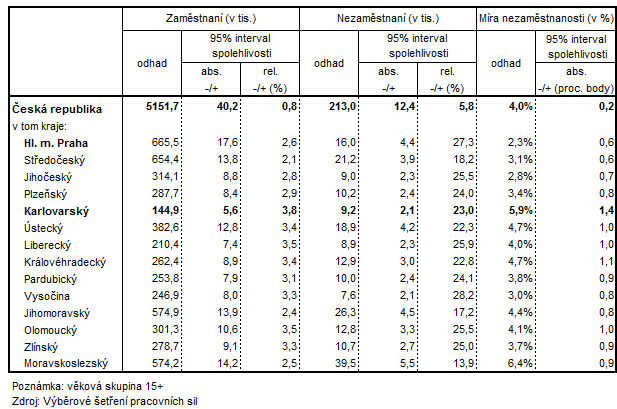 Zaměstnaní (v tis.) Nezaměstnaní (v tis.) Míra nezaměstnanosti (v %)
odhad 95% interval spolehlivosti odhad 95% interval spolehlivosti odhad 95% interval spolehlivosti
abs. -/+ rel. -/+ (%) abs. -/+ rel. -/+ (%) abs. -/+ (proc. body)
Česká republika 5151,7 40,2 0,8 213,0 12,4 5,8 4,0% 0,2
v tom kraje:
Hl. m. Praha 665,5 17,6 2,6 16,0 4,4 27,3 2,3% 0,6
Středočeský 654,4 13,8 2,1 21,2 3,9 18,2 3,1% 0,6
Jihočeský 314,1 8,8 2,8 9,0 2,3 25,5 2,8% 0,7
Plzeňský 287,7 8,4 2,9 10,2 2,4 24,0 3,4% 0,8
Karlovarský 144,9 5,6 3,8 9,2 2,1 23,0 5,9% 1,4
Ústecký 382,6 12,8 3,4 18,9 4,2 22,3 4,7% 1,0
Liberecký 210,4 7,4 3,5 8,9 2,3 25,9 4,0% 1,0
Královéhradecký 262,4 8,9 3,4 12,9 3,0 22,8 4,7% 1,1
Pardubický 253,8 7,9 3,1 10,0 2,4 24,1 3,8% 0,9
Vysočina 246,9 8,0 3,3 7,6 2,1 28,2 3,0% 0,8
Jihomoravský 574,9 13,9 2,4 26,3 4,5 17,2 4,4% 0,8
Olomoucký 301,3 10,6 3,5 12,8 3,3 25,5 4,1% 1,0
Zlínský 278,7 9,1 3,3 10,7 2,7 25,0 3,7% 0,9
Moravskoslezský 574,2 14,2 2,5 39,5 5,5 13,9 6,4% 0,9
Poznámka: věková skupina 15+
Zdroj: Výběrové šetření pracovních sil